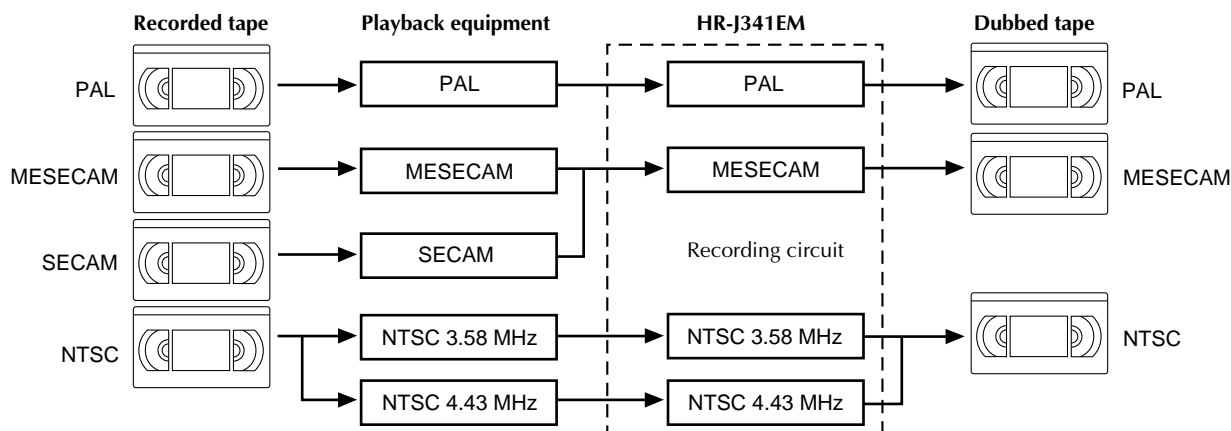 Recorded tape
Playback equipment
HR-J341EM
Dubbed tape
PAL
PAL
PAL
PAL
MESECAM
MESECAM
MESECAM
MESECAM
SECAM
SECAM
Recording circuit
NTSC
NTSC 3.58 MHz
NTSC 3.58 MHz
NTSC
NTSC 4.43 MHz
NTSC 4.43 MHz